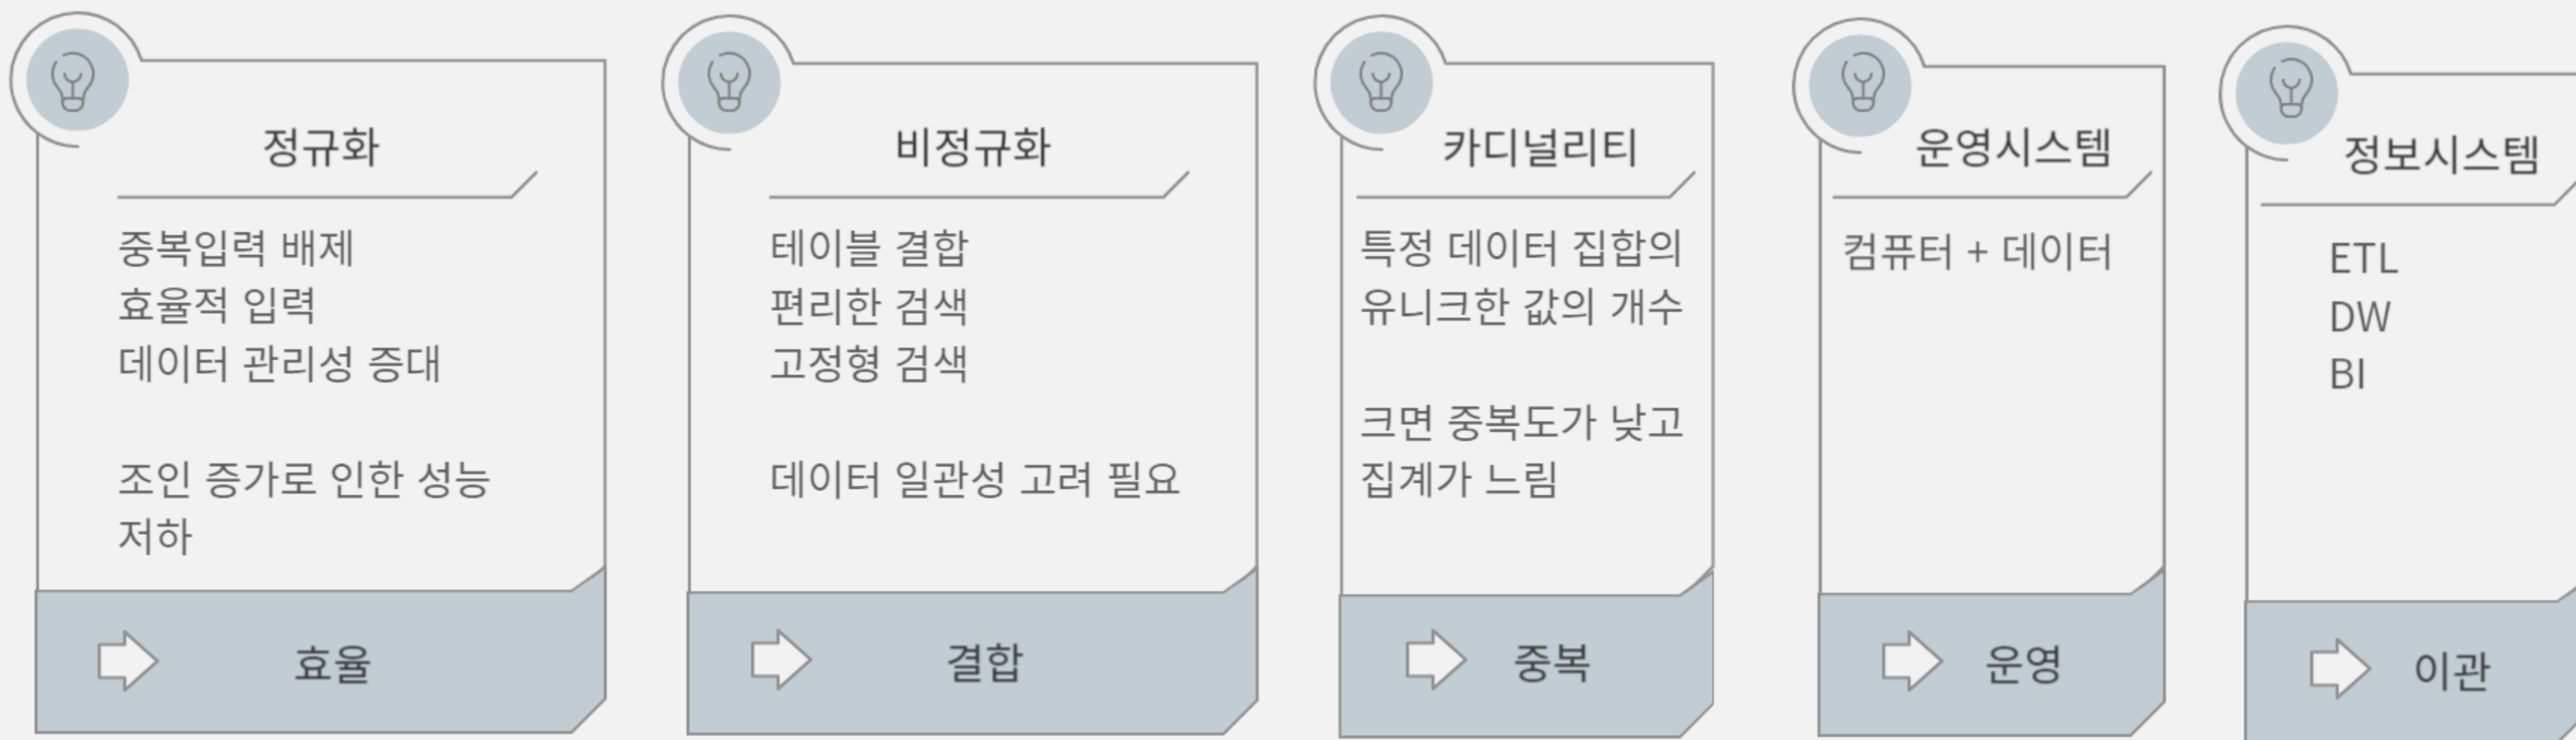 정규화
중복입력 배제
효율적 입력
데이터 관리성 증대
조인 증가로 인한 성능
저하
효율
비정규화
테이블 결합
편리한 검색
고정형 검색
데이터 일관성 고려 필요
결합
카디널리티
특정 데이터 집합의
유니크한 값의 개수
크면 중복도가 낮고
집계가 느림
중복
운영시스템
컴퓨터 + 데이터
운영
정보시스템
ETL
DW
BI
이관